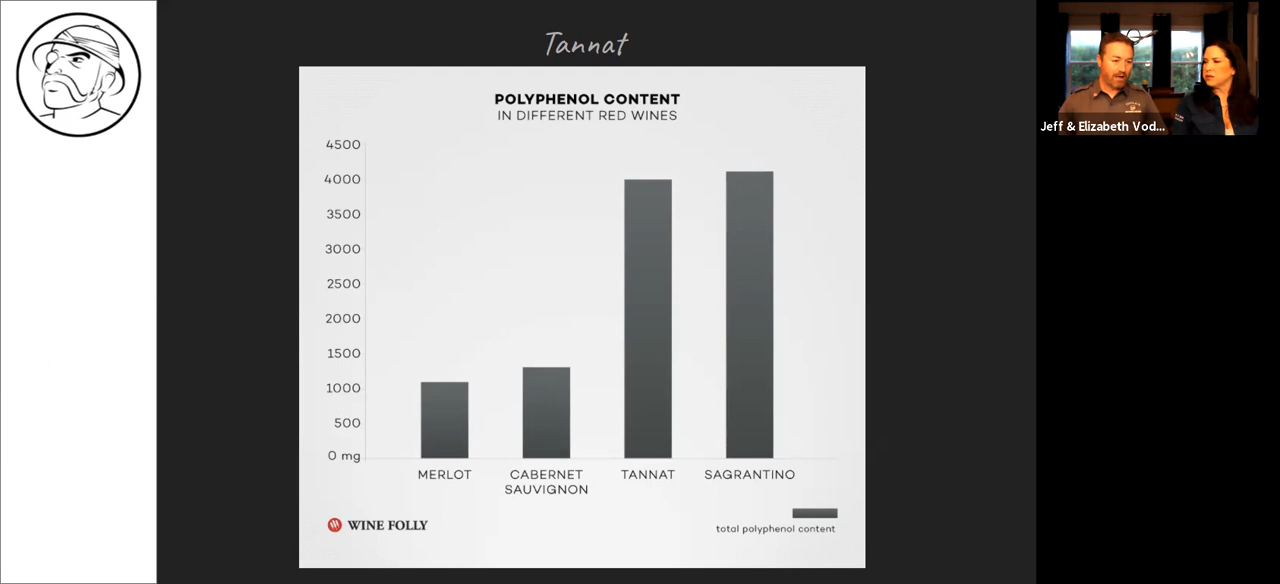 Tannat
POLYPHENOL CONTENT
IN DIFFERENT RED WINES
4500
4000
3500
3000
2500
2000
1500
1000
500
0 mg
MERLOT
CABERNET
SAUVIGNON
TANNAT
SAGRANTINO
WINE FOLLY
total polyphenol content
Jeff & Elizabeth Vod...